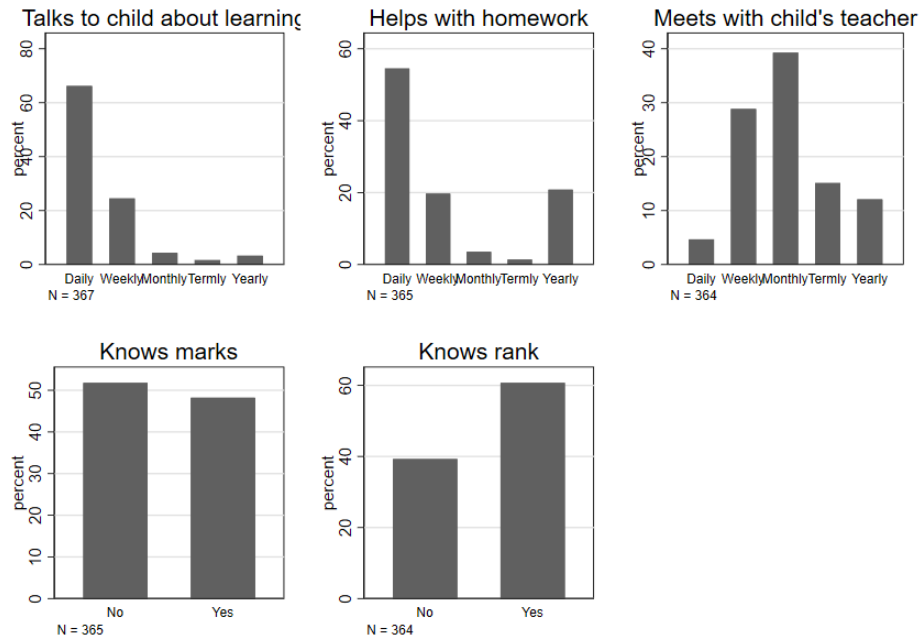 Talks to child about learning
percent
80
60
40
20
0
Daily Weekly Monthly Termly Yearly
N = 367
Helps with homework
percent
60
40
20
0
Daily Weekly Monthly Termly Yearly
N = 365
Meets with child's teacher
percent
40
30
20
10
0
Daily Weekly Monthly Termly Yearly
N = 364
Knows marks
percent
50
40
30
20
10
0
No Yes
N = 365
Knows rank
percent
60
40
20
0
No Yes
N = 364